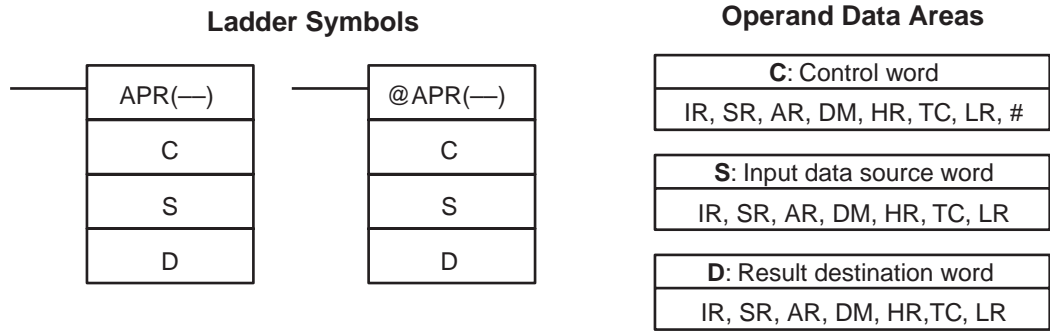 Ladder Symbols
APR(—)
C
S
D
@APR(—)
C
S
D
Operand Data Areas
C: Control word
IR, SR, AR, DM, HR, TC, LR, #
S: Input data source word
IR, SR, AR, DM, HR, TC, LR
D: Result destination word
IR, SR, AR, DM, HR,TC, LR